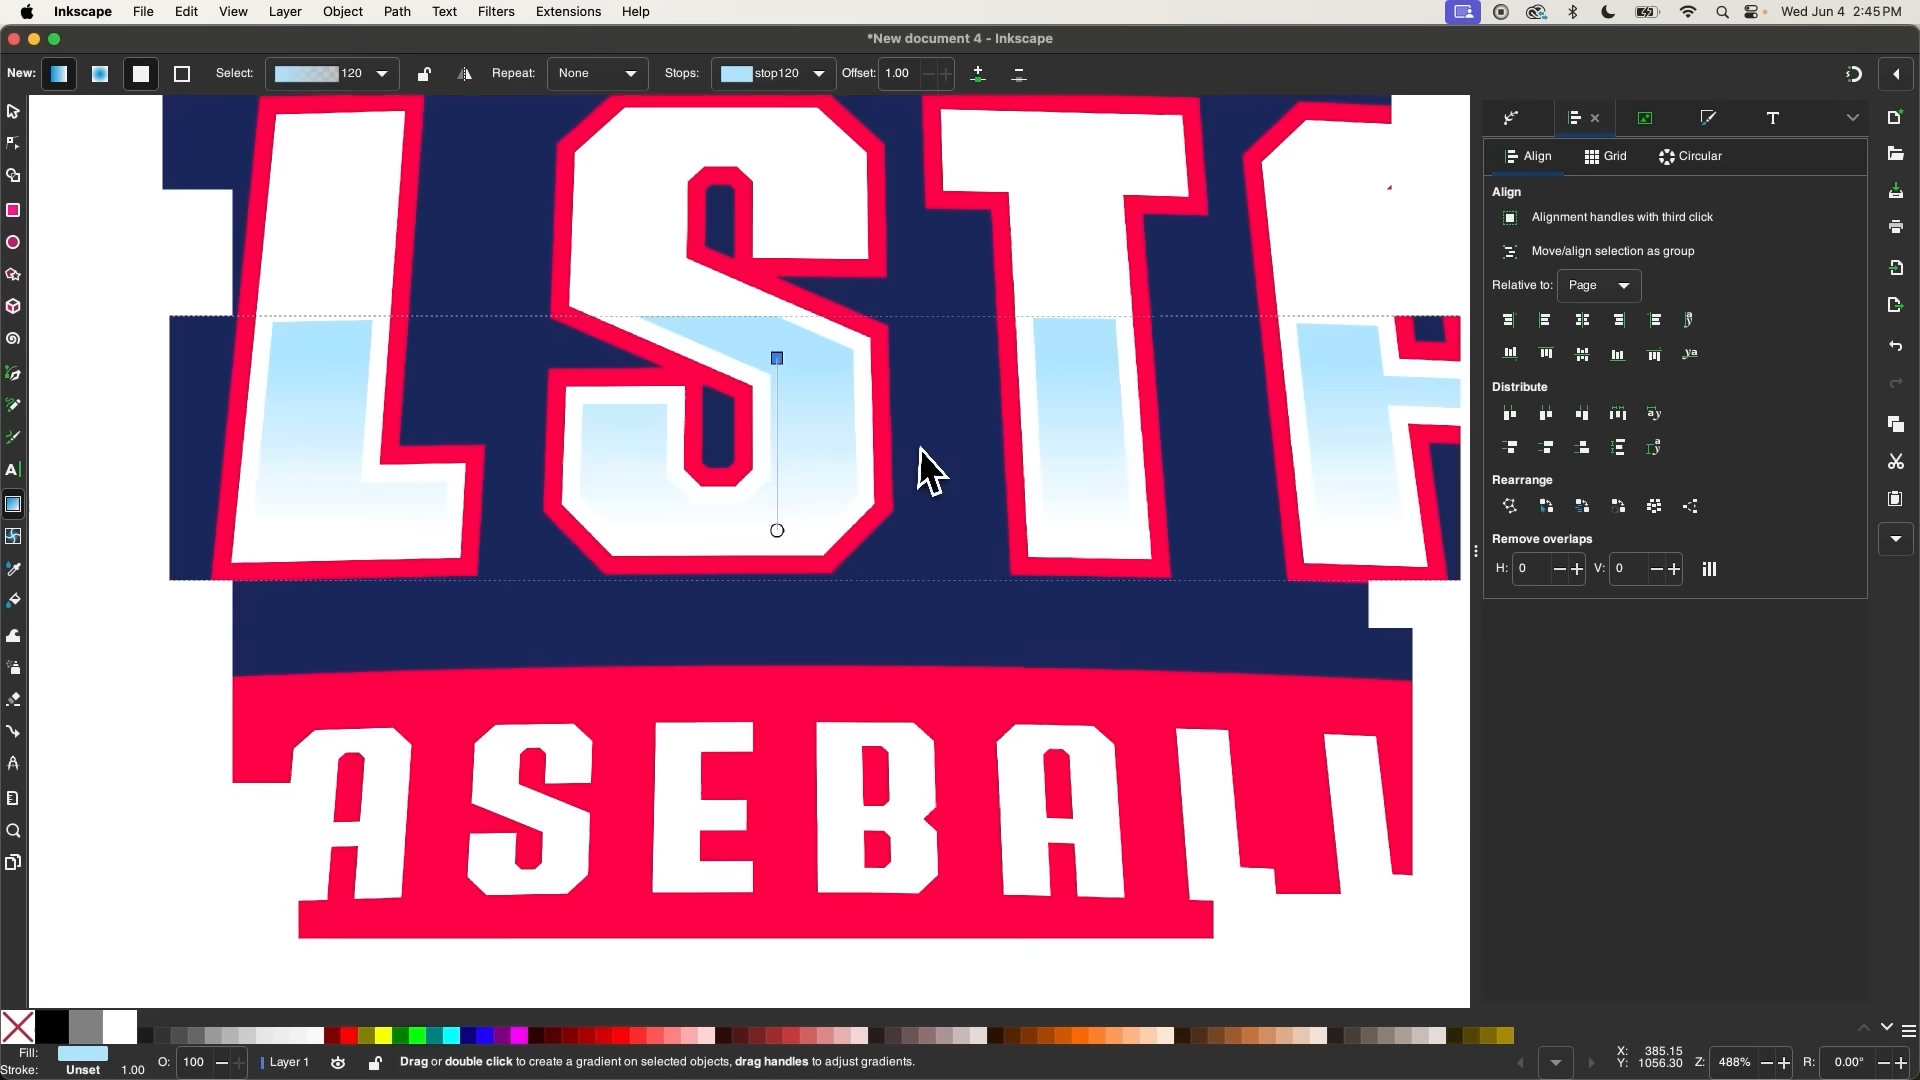 Inkscape File Edit View Layer Object Path Text Filters Extensions Help Wed Jun 4 2:45 PM
*New document 4 - Inkscape
New: Select: 120 Repeat: None Stops: stop120 Offset: 1.00
Align Grid Circular
Align
Alignment handles with third click
Move/align selection as group
Relative to: Page
Distribute
Rearrange
Remove overlaps
H: 0 V: 0
LSTA
ASEBALL
Fill:
Stroke: Unset 1.00
O: 100 Layer 1 Drag or double click to create a gradient on selected objects, drag handles to adjust gradients.
X: 385.15
Y: 1056.30
Z: 488% R: 0.00°